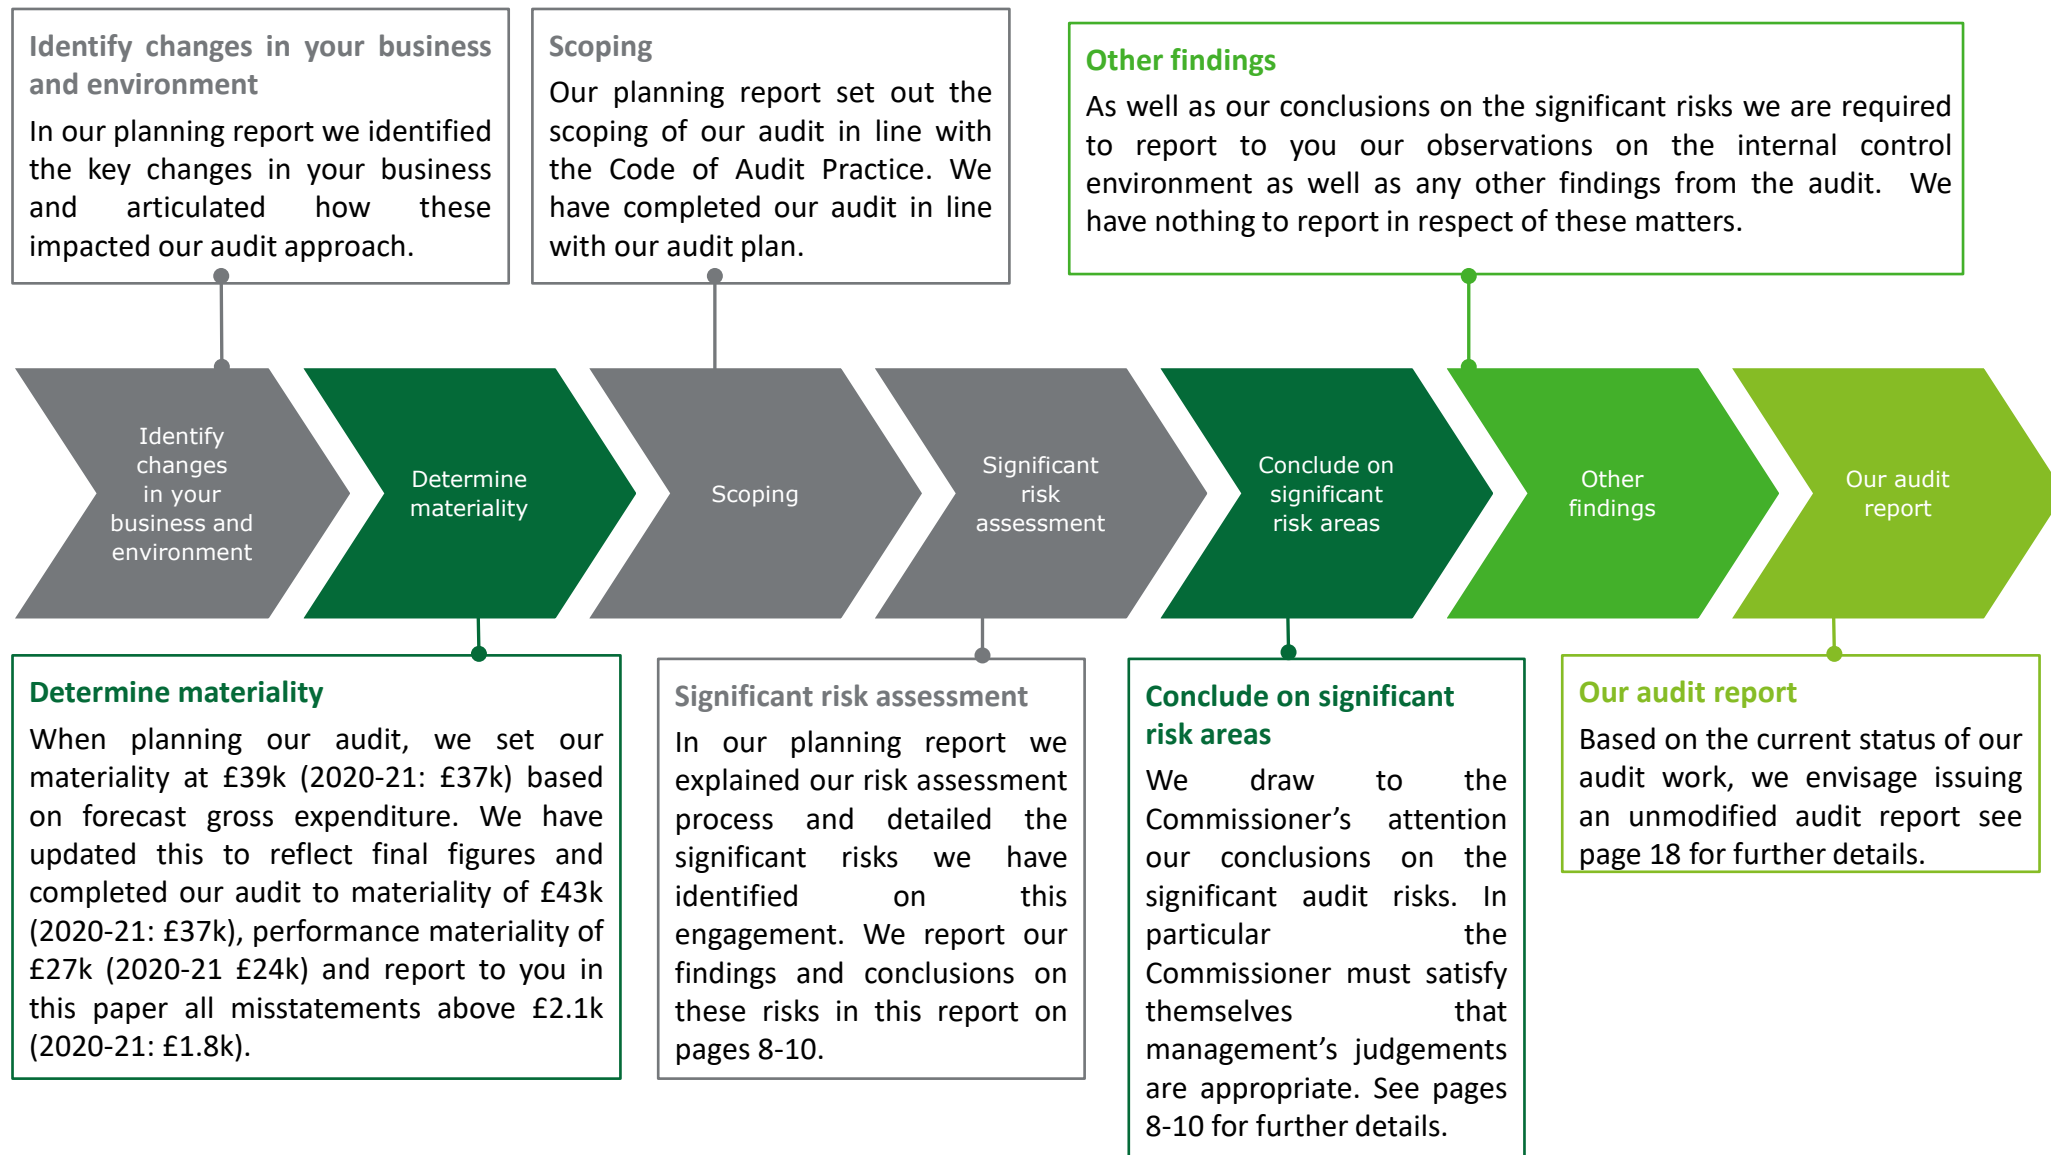 Identify changes in your business
and environment
In our planning report we identified
the key changes in your business
and articulated how these
impacted our audit approach.
Scoping
Our planning report set out the
scoping of our audit in line with
the Code of Audit Practice. We
have completed our audit in line
with our audit plan.
Other findings
As well as our conclusions on the significant risks we are required
to report to you our observations on the internal control
environment as well as any other findings from the audit. We
have nothing to report in respect of these matters.
Identify
changes
in your
business and
environment
Determine
materiality
Scoping
Significant
risk
assessment
Conclude on
significant
risk areas
Other
findings
Our audit
report
Determine materiality
When planning our audit, we set our
materiality at £39k (2020-21: £37k) based
on forecast gross expenditure. We have
updated this to reflect final figures and
completed our audit to materiality of £43k
(2020-21: £37k), performance materiality of
£27k (2020-21 £24k) and report to you in
this paper all misstatements above £2.1k
(2020-21: £1.8k).
Significant risk assessment
In our planning report we
explained our risk assessment
process and detailed the
significant risks we have
identified on this
engagement. We report our
findings and conclusions on
these risks in this report on
pages 8-10.
Conclude on significant
risk areas
We draw to the
Commissioner's attention
our conclusions on the
significant audit risks. In
particular the
Commissioner must satisfy
themselves that
management's judgements
are appropriate. See pages
8-10 for further details.
Our audit report
Based on the current status of our
audit work, we envisage issuing
an unmodified audit report see
page 18 for further details.